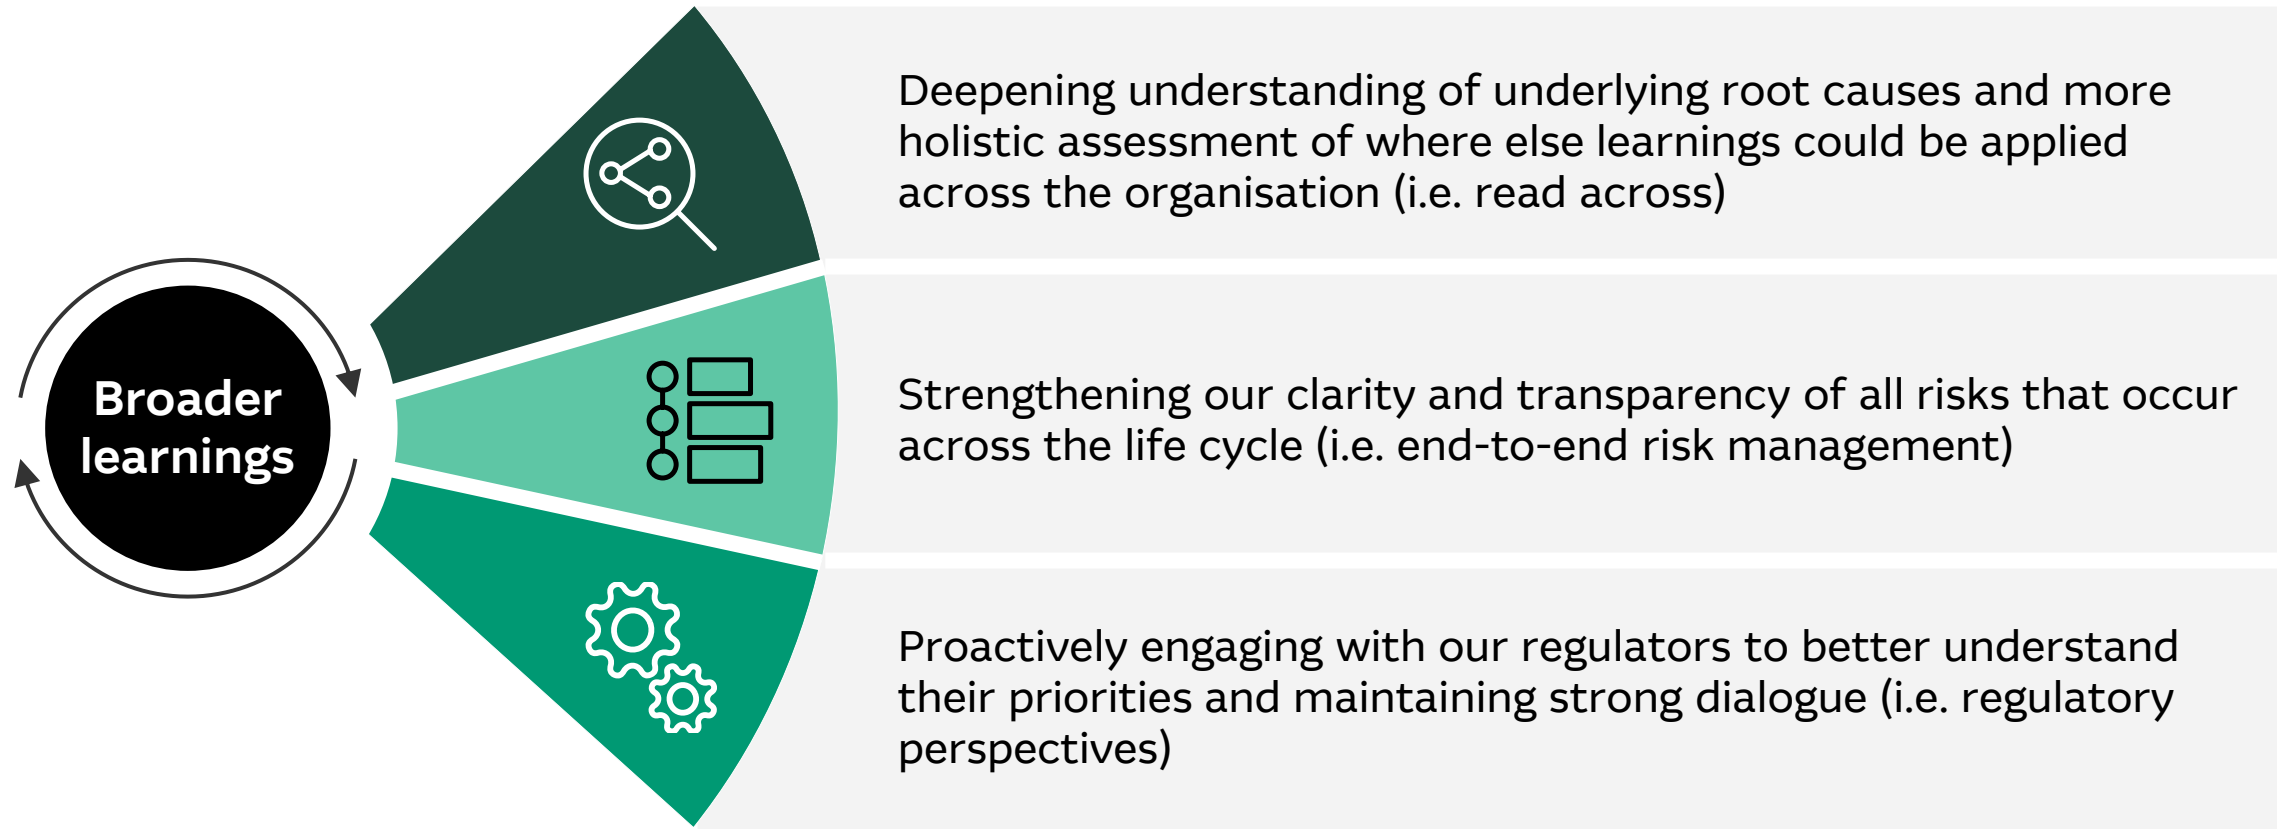 Broader
learnings
Deepening understanding of underlying root causes and more
holistic assessment of where else learnings could be applied
across the organisation (i.e. read across)
Strengthening our clarity and transparency of all risks that occur
across the life cycle (i.e. end-to-end risk management)
Proactively engaging with our regulators to better understand
their priorities and maintaining strong dialogue (i.e. regulatory
perspectives)